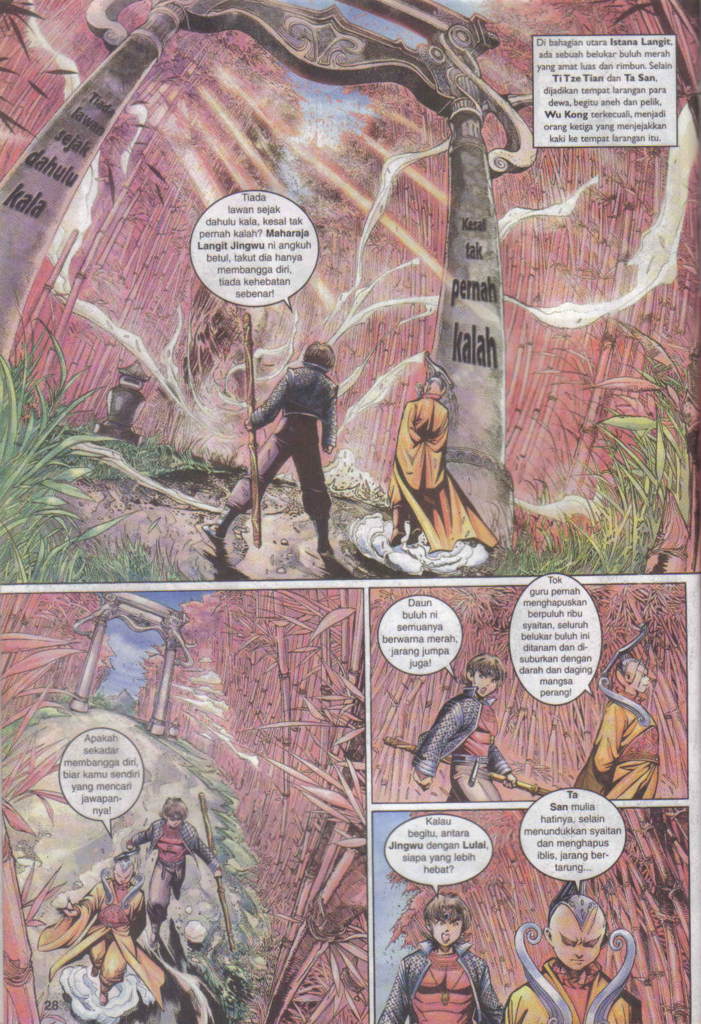 Di bahagian utara Istana Langit,
ada sebuah belukar buluh merah
yang amat luas dan rimbun. Selain
Ti Tze Tian dan Ta San,
dijadikan tempat larangan para
dewa, begitu aneh dan pelik,
Wu Kong terkecuali, menjadi
orang ketiga yang menjejakkan
kaki ke tempat larangan itu.
Tiada
lawan
sejak
dahulu
kala
Kesal
tak
pernah
kalah
Tiada
lawan sejak
dahulu kala, kesal tak
pernah kalah? Maharaja
Langit Jingwu ni angkuh
betul, takut dia hanya
membangga diri,
tiada kehebatan
sebenar!
Apakah
sekadar
membangga diri,
biar kamu sendiri
yang mencari
jawapan-
nya!
Daun
buluh ni
semuanya
berwarna merah,
jarang jumpa
juga!
Tok
guru pernah
menghapuskan
berpuluh ribu
syaitan, seluruh
belukar buluh ini
ditanam dan di-
suburkan dengan
darah dan daging
mangsa
perang!
Kalau
begitu, antara
Jingwu dengan Lulai,
siapa yang lebih
hebat?
Ta
San mulia
hatinya, selain
menundukkan syaitan
dan menghapus
iblis, jarang ber-
tarung...
28